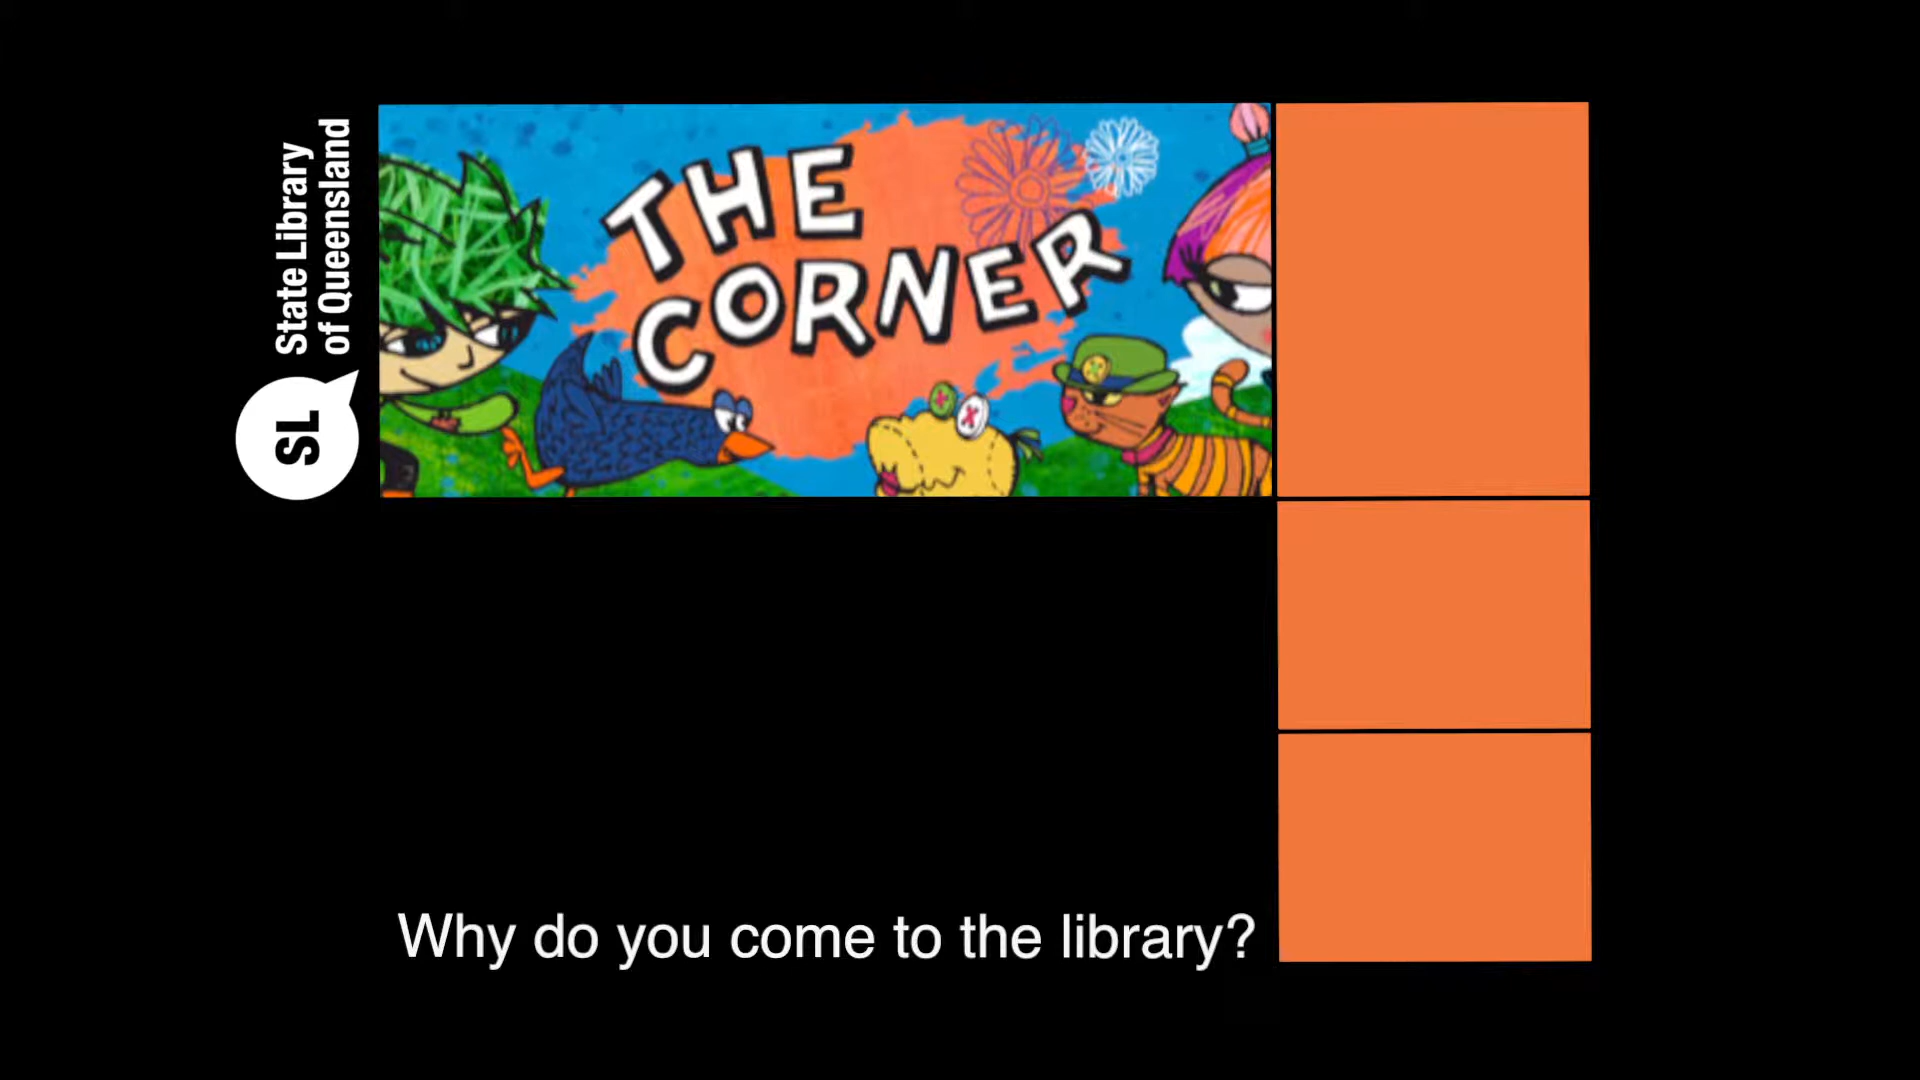 State Library
of Queensland
SL
THE
CORNER
Why do you come to the library?